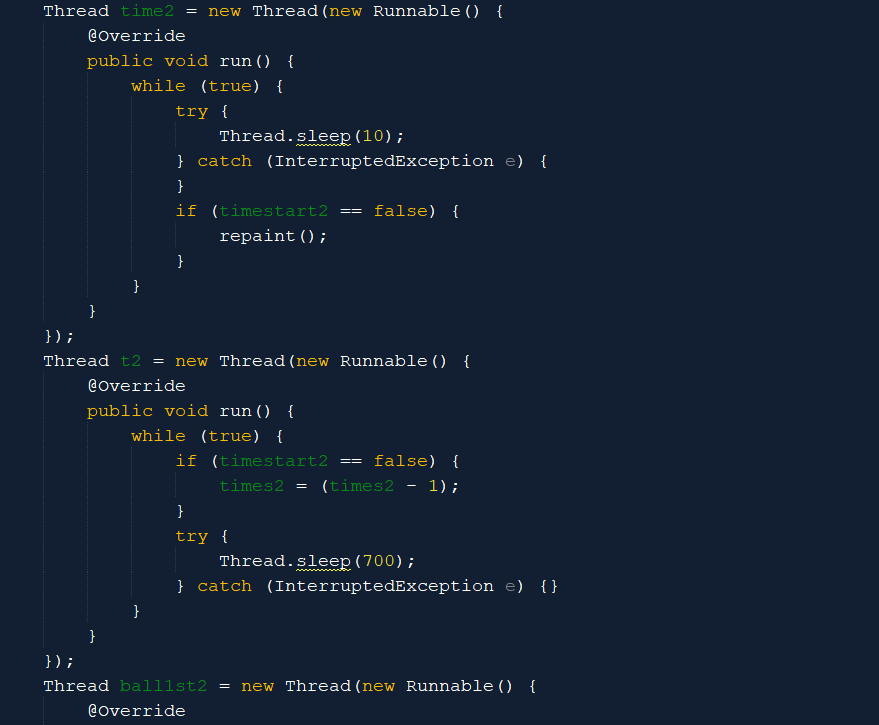 Thread time2 = new Thread(new Runnable() {
@Override
public void run() {
while (true) {
try {
Thread.sleep(10);
} catch (InterruptedException e) {
}
if (timestart2 == false) {
repaint();
}
}
}
});
Thread t2 = new Thread(new Runnable() {
@Override
public void run() {
while (true) {
if (timestart2 == false) {
times2 = (times2 - 1);
}
try {
Thread.sleep(700);
} catch (InterruptedException e) {}
}
}
});
Thread ball1st2 = new Thread(new Runnable() {
@Override